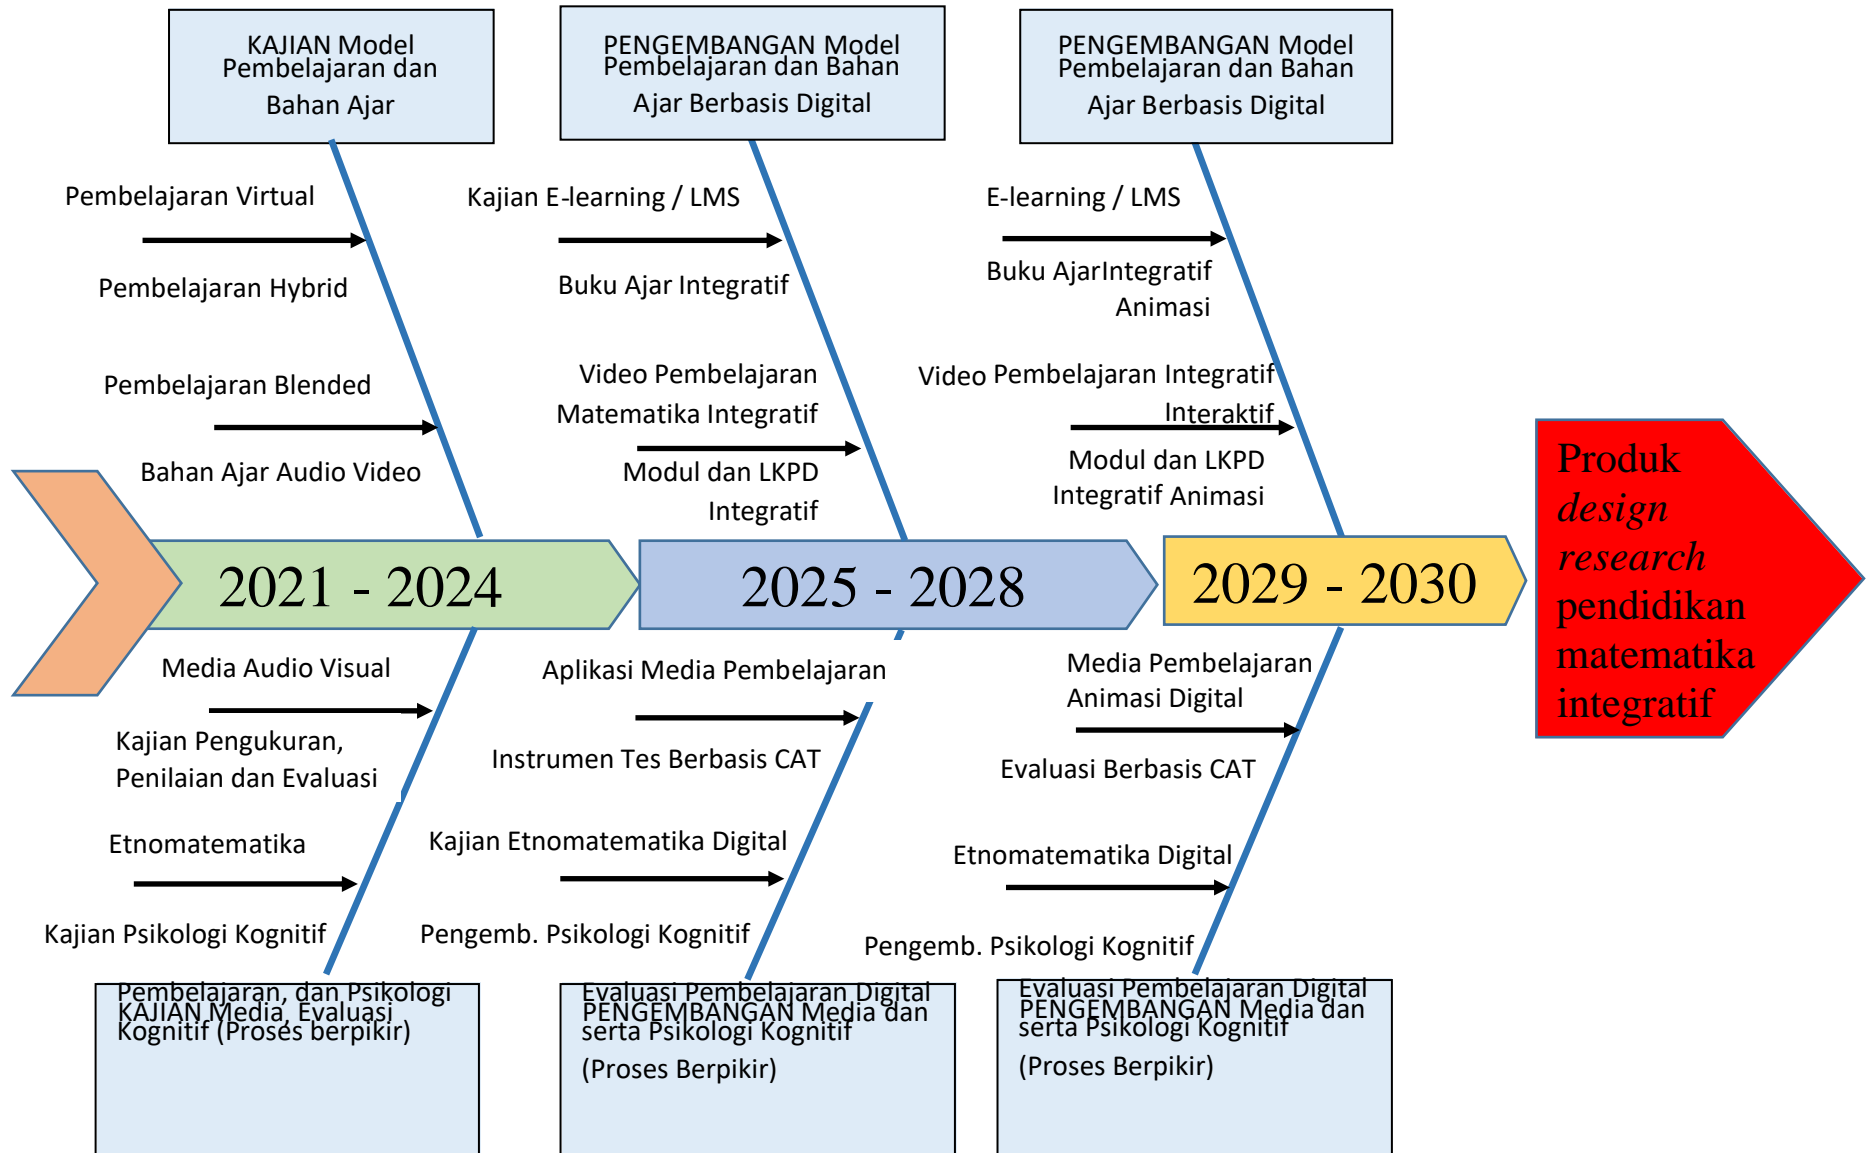 KAJIAN Model
Pembelajaran dan
Bahan Ajar
PENGEMBANGAN Model
Pembelajaran dan Bahan
Ajar Berbasis Digital
PENGEMBANGAN Model
Pembelajaran dan Bahan
Ajar Berbasis Digital
Pembelajaran Virtual
Pembelajaran Hybrid
Pembelajaran Blended
Bahan Ajar Audio Video
Kajian E-learning / LMS
Buku Ajar Integratif
Video Pembelajaran
Matematika Integratif
Modul dan LKPD
Integratif
E-learning / LMS
Buku AjarIntegratif
Animasi
Video Pembelajaran Integratif
Interaktif
Modul dan LKPD
Integratif Animasi
2021 - 2024
2025 - 2028
2029 - 2030
Produk
design
research
pendidikan
matematika
integratif
Media Audio Visual
Kajian Pengukuran,
Penilaian dan Evaluasi
Etnomatematika
Kajian Psikologi Kognitif
Aplikasi Media Pembelajaran
Instrumen Tes Berbasis CAT
Kajian Etnomatematika Digital
Pengemb. Psikologi Kognitif
Media Pembelajaran
Animasi Digital
Evaluasi Berbasis CAT
Etnomatematika Digital
Pengemb. Psikologi Kognitif
Pembelajaran, dan Psikologi
KAJIAN Media, Evaluasi
Kognitif (Proses berpikir)
Evaluasi Pembelajaran Digital
PENGEMBANGAN Media dan
serta Psikologi Kognitif
(Proses Berpikir)
Evaluasi Pembelajaran Digital
PENGEMBANGAN Media dan
serta Psikologi Kognitif
(Proses Berpikir)